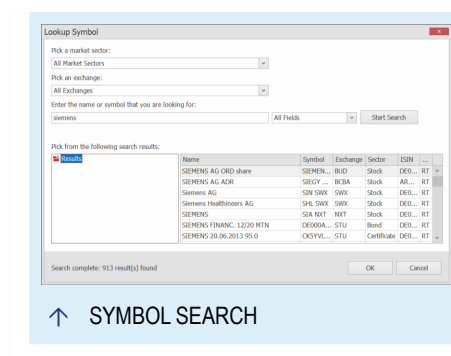 Lookup Symbol
Pick a market sector:
All Market Sectors
Pick an exchange:
All Exchanges
Enter the name or symbol that you are looking for:
siemens All Fields Start Search
Pick from the following search results:
Results
Name Symbol Exchange Sector ISIN ...
SIEMENS AG ORD share SIEMEN... BUD Stock DE0... RT
SIEMENS AG ADR SIEGY ... BCBA Stock AR... RT
Siemens AG SIN SWX SWX Stock DE0... RT
Siemens Healthineers AG SHL SWX SWX Stock DE0... RT
SIEMENS SIA NXT NXT Stock DE0... RT
SIEMENS FINANC. 12/20 MTN DE000A... STU Bond DE0... RT
SIEMENS 20.06.2013 95.0 CKSYVL... STU Certificate DE0... RT
Search complete: 913 result(s) found OK Cancel
↑ SYMBOL SEARCH